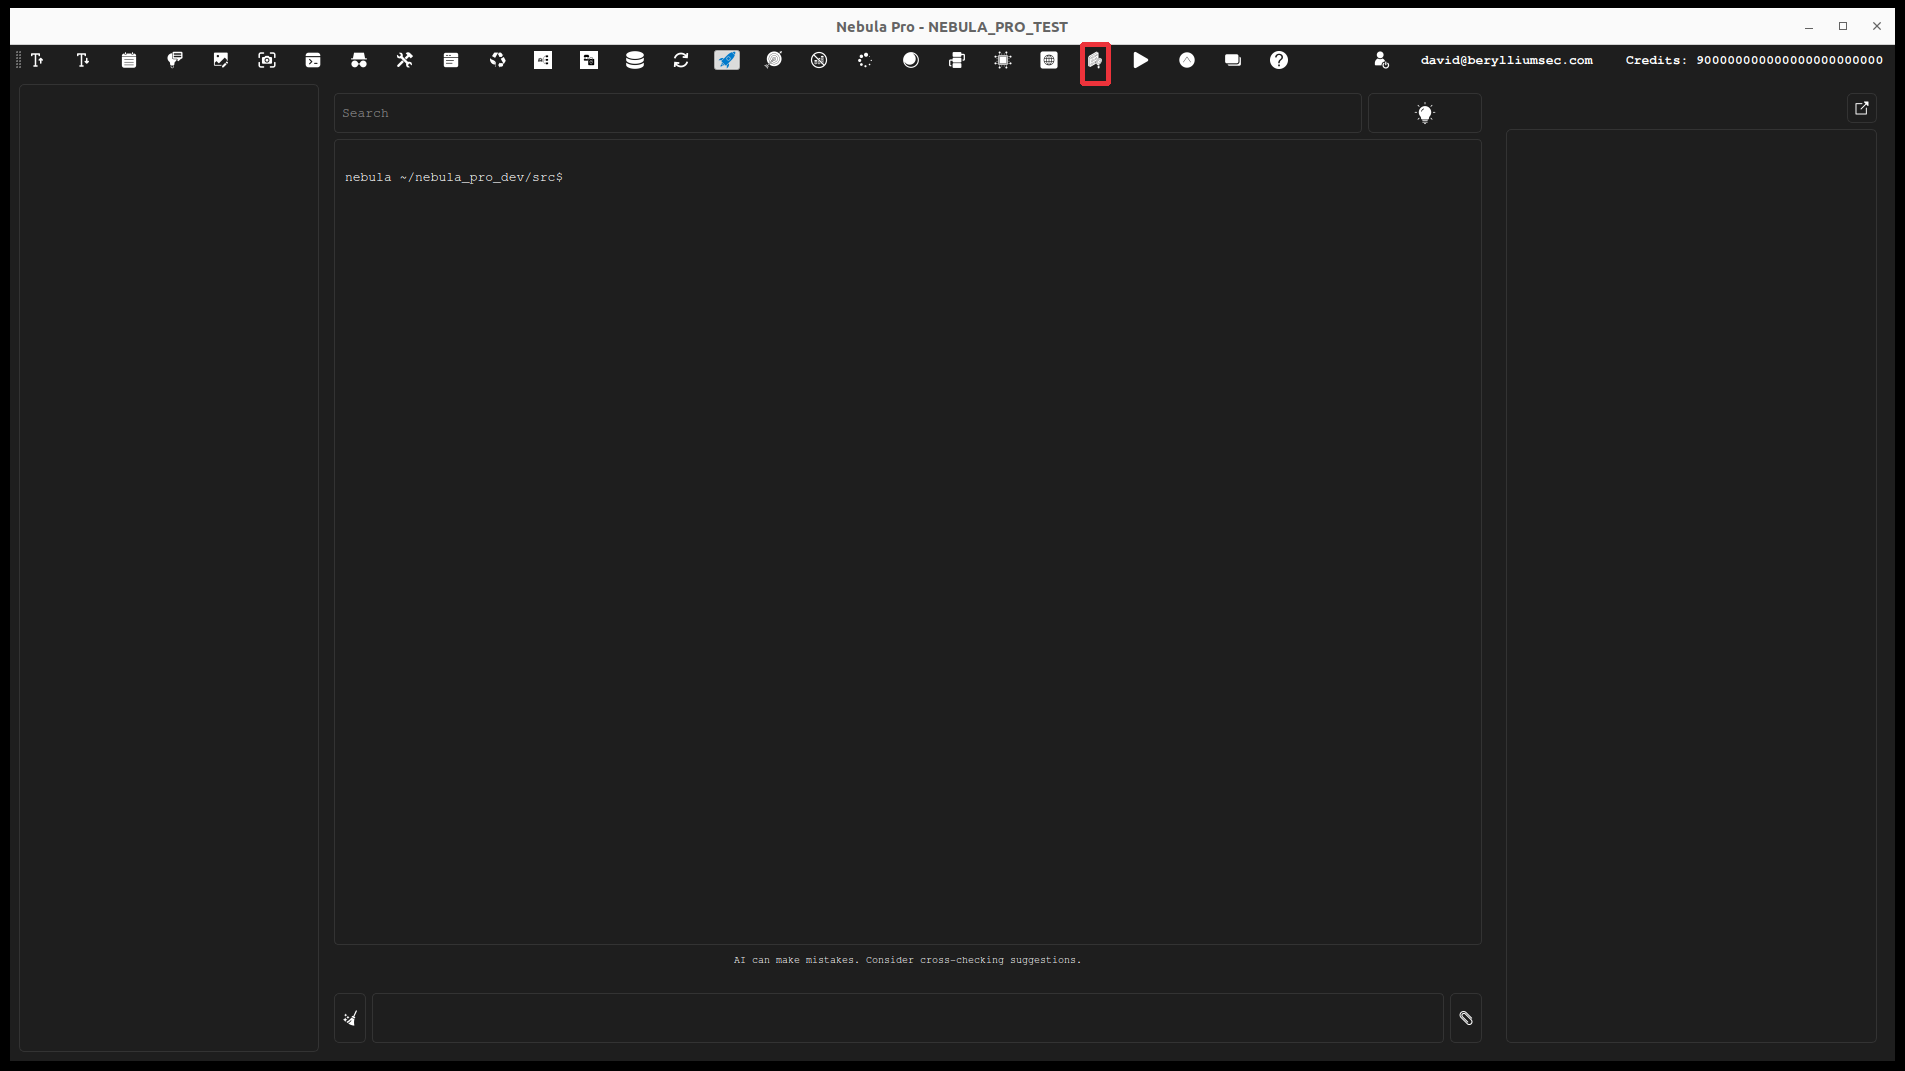 Nebula Pro - NEBULA_PRO_TEST
david@berylliumsec.com
Credits: 900000000000000000000000
Search
nebula ~/nebula_pro_dev/src$
AI can make mistakes. Consider cross-checking suggestions.